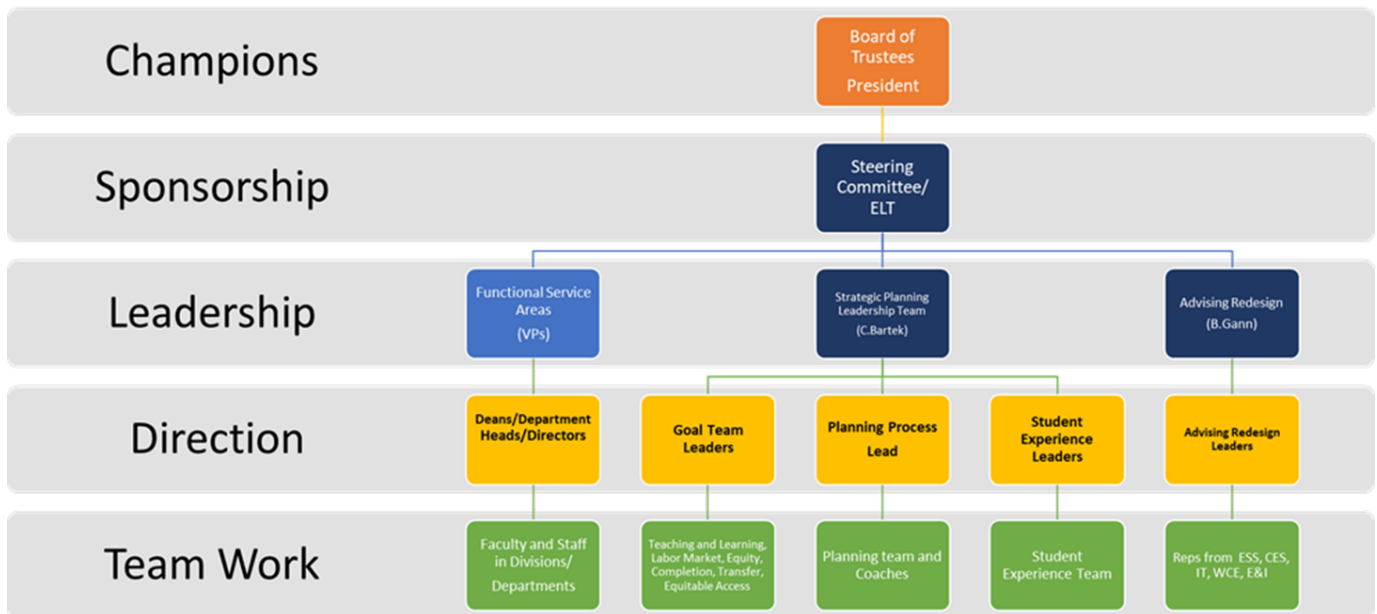 Champions
Board of
Trustees
President
Sponsorship
Steering
Committee/
ELT
Leadership
Functional Service
Areas
(VPs)
Strategic Planning
Leadership Team
(C.Bartek)
Advising Redesign
(B.Gann)
Direction
Deans/Department
Heads/Directors
Goal Team
Leaders
Planning Process
Lead
Student
Experience
Leaders
Advising Redesign
Leaders
Team Work
Faculty and Staff
in Divisions/
Departments
Teaching and Learning,
Labor Market, Equity,
Completion, Transfer,
Equitable Access
Planning team and
Coaches
Student
Experience Team
Reps from ESS, CES,
IT, WCE, E&I